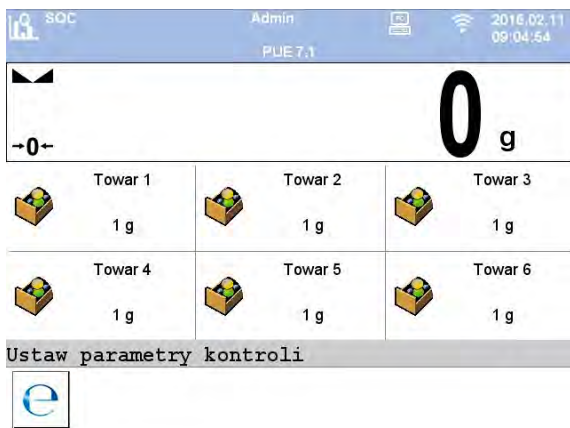 SQC Admin 2016.02.11
PUE 7.1 09:04:54
→0← 0 g
Towar 1 Towar 2 Towar 3
1 g 1 g 1 g
Towar 4 Towar 5 Towar 6
1 g 1 g 1 g
Ustaw parametry kontroli